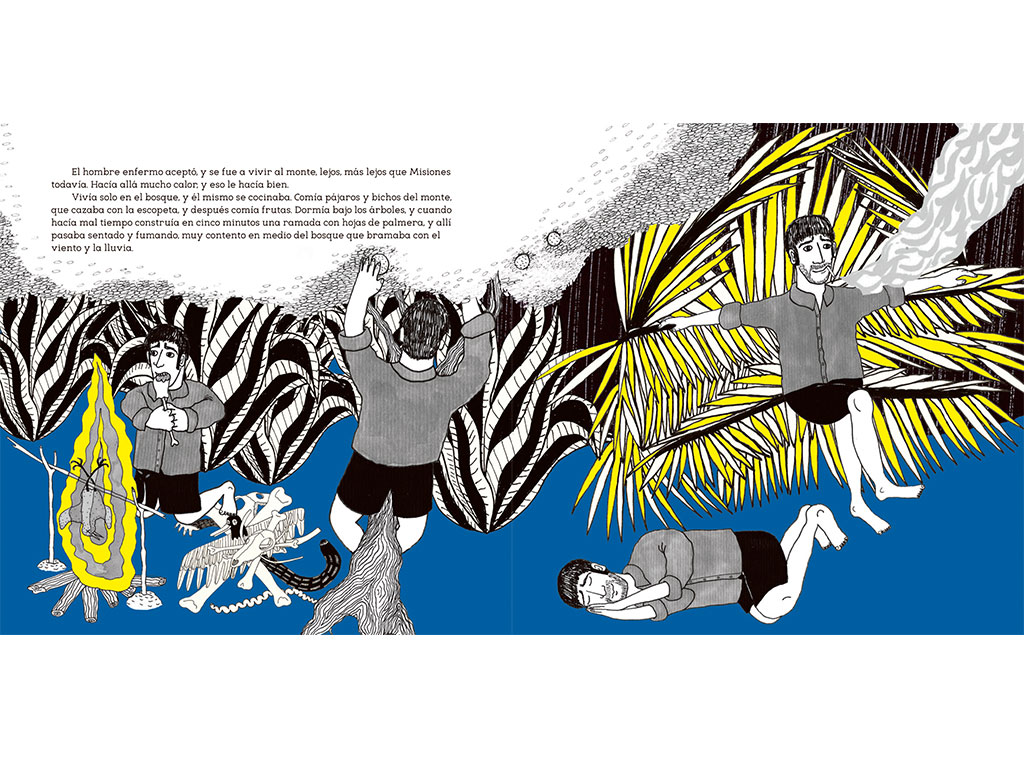 El hombre enfermo aceptó, y se fue a vivir al monte, lejos, más lejos que Misiones
todavía. Hacía allá mucho calor; y eso le hacía bien.
Vivía solo en el bosque, y él mismo se cocinaba. Comía pájaros y bichos del monte,
que cazaba con la escopeta, y después comía frutas. Dormía bajo los árboles, y cuando
hacía mal tiempo construía en cinco minutos una ramada con hojas de palmera, y allí
pasaba sentado y fumando, muy contento en medio del bosque que bramaba con el
viento y la lluvia.